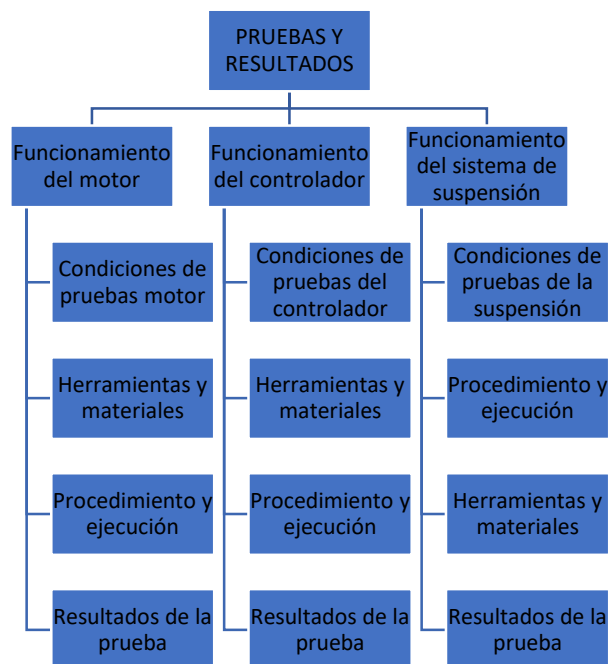 PRUEBAS Y
RESULTADOS
Funcionamiento
del motor
Condiciones de
pruebas motor
Herramientas y
materiales
Procedimiento y
ejecución
Resultados de la
prueba
Funcionamiento
del controlador
Condiciones de
pruebas del
controlador
Herramientas y
materiales
Procedimiento y
ejecución
Resultados de la
prueba
Funcionamiento
del sistema de
suspensión
Condiciones de
pruebas de la
suspensión
Procedimiento y
ejecución
Herramientas y
materiales
Resultados de la
prueba